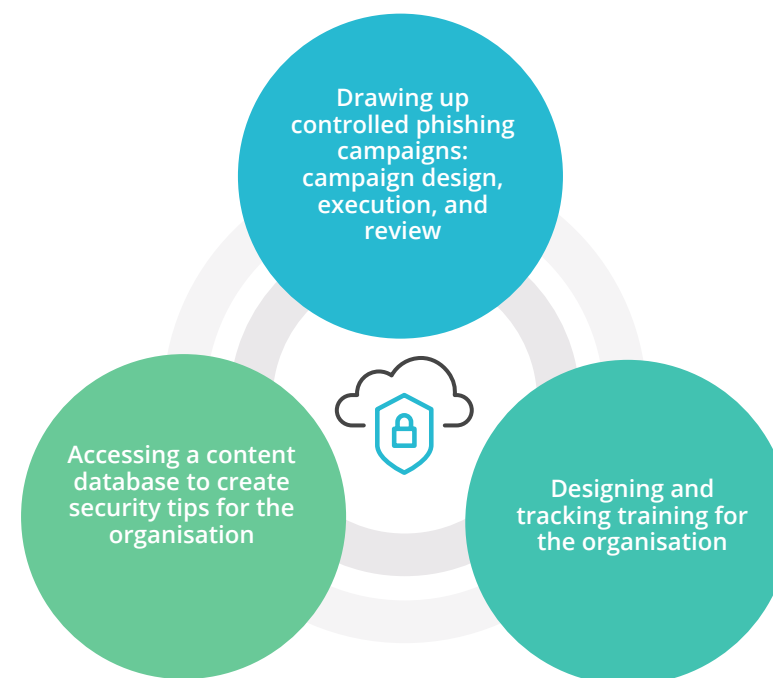 Drawing up
controlled phishing
campaigns:
campaign design,
execution, and
review
Accessing a content
database to create
security tips for the
organisation
Designing and
tracking training for
the organisation